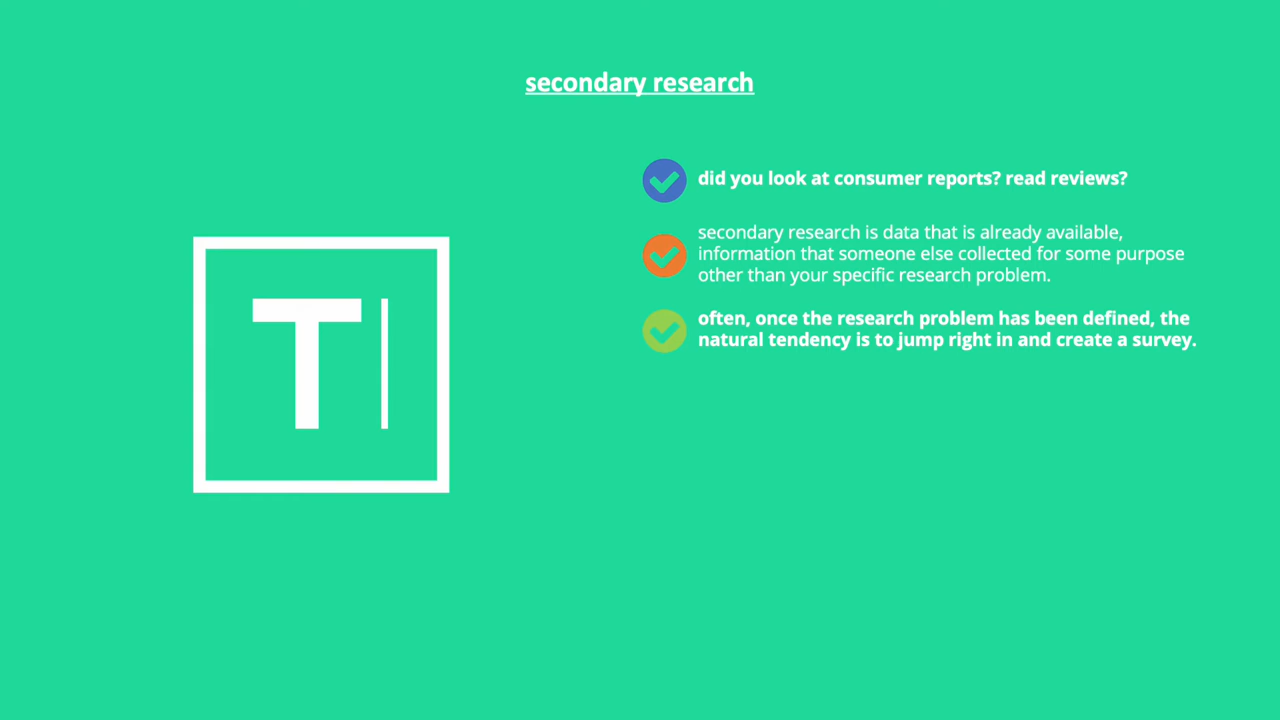 secondary research
did you look at consumer reports? read reviews?
secondary research is data that is already available,
information that someone else collected for some purpose
other than your specific research problem.
often, once the research problem has been defined, the
natural tendency is to jump right in and create a survey.
T|